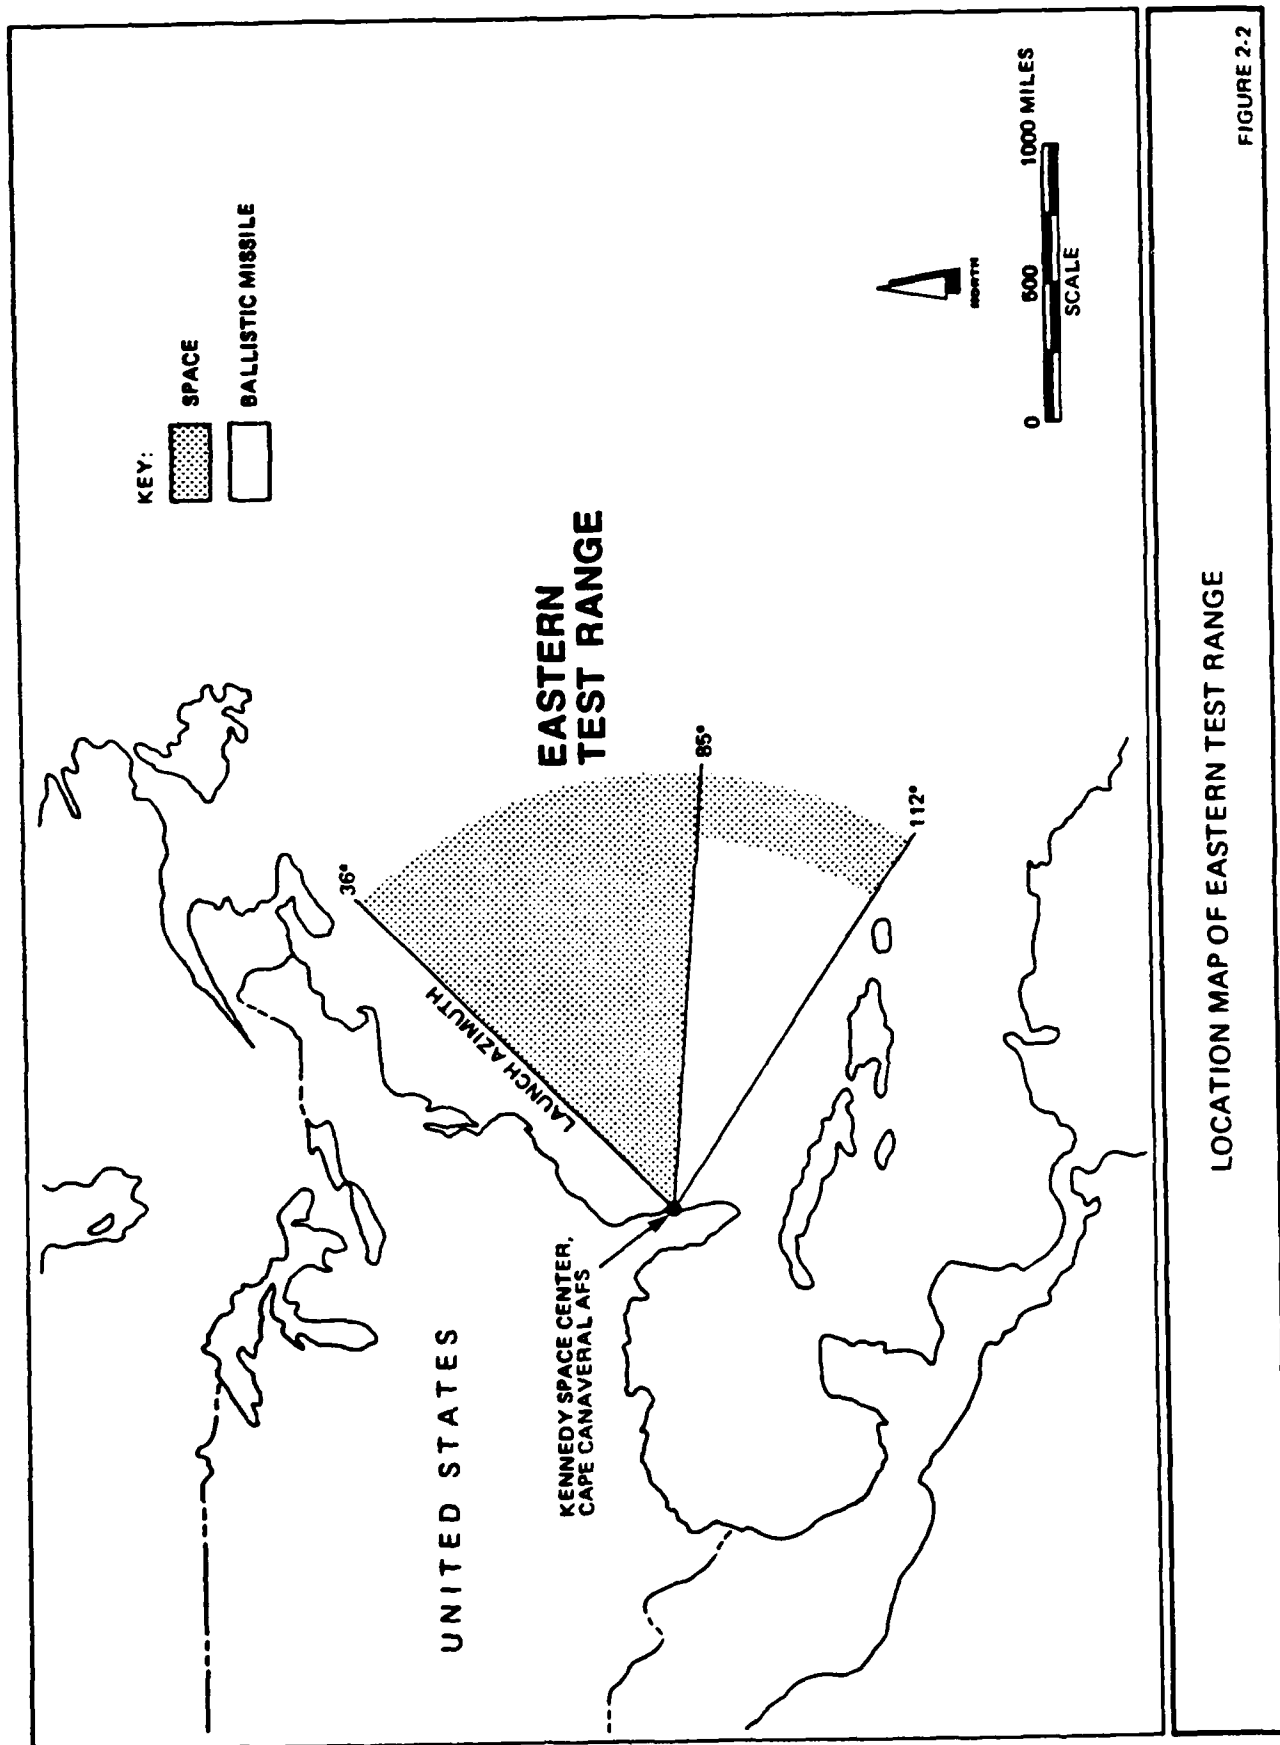 KEY:
SPACE
BALLISTIC MISSILE
EASTERN
TEST RANGE
36°
LAUNCH AZIMUTH
85°
112°
UNITED STATES
KENNEDY SPACE CENTER,
CAPE CANAVERAL AFS
NORTH
0 500 1000 MILES
SCALE
LOCATION MAP OF EASTERN TEST RANGE
FIGURE 2-2